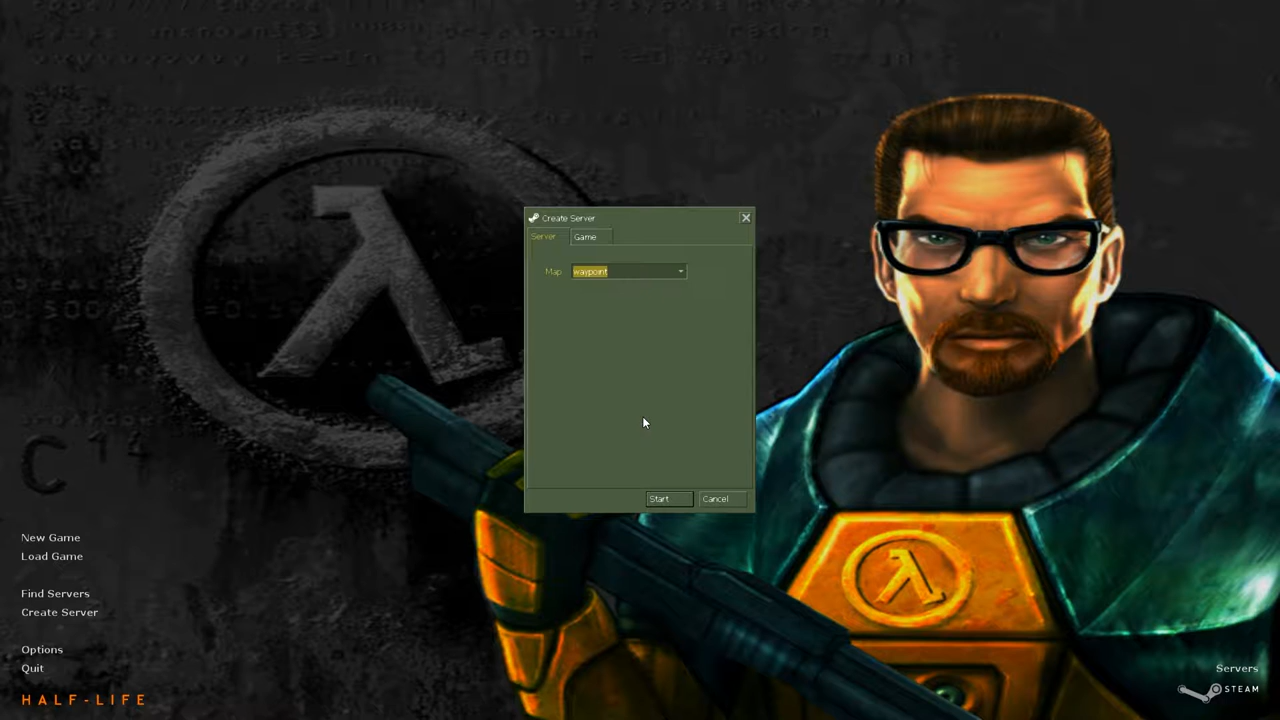 Create Server
Server
Game
Map
waypoint
Start
Cancel
C 14
New Game
Load Game
Find Servers
Create Server
Options
Quit
HALF-LIFE
Servers
STEAM